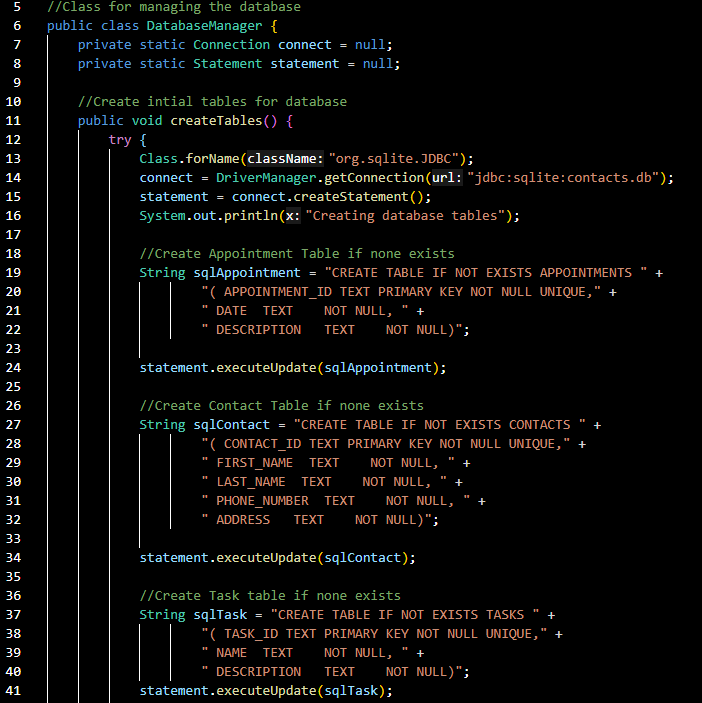 5 //Class for managing the database
6 public class DatabaseManager {
7     private static Connection connect = null;
8     private static Statement statement = null;
9
10     //Create intial tables for database
11     public void createTables() {
12         try {
13             Class.forName(className: "org.sqlite.JDBC");
14             connect = DriverManager.getConnection(url: "jdbc:sqlite:contacts.db");
15             statement = connect.createStatement();
16             System.out.println(x: "Creating database tables");
17
18             //Create Appointment Table if none exists
19             String sqlAppointment = "CREATE TABLE IF NOT EXISTS APPOINTMENTS " +
20                     "( APPOINTMENT_ID TEXT PRIMARY KEY NOT NULL UNIQUE," +
21                     " DATE  TEXT    NOT NULL, " +
22                     " DESCRIPTION   TEXT    NOT NULL)";
23
24             statement.executeUpdate(sqlAppointment);
25
26             //Create Contact Table if none exists
27             String sqlContact = "CREATE TABLE IF NOT EXISTS CONTACTS " +
28                     "( CONTACT_ID TEXT PRIMARY KEY NOT NULL UNIQUE," +
29                     " FIRST_NAME  TEXT    NOT NULL, " +
30                     " LAST_NAME  TEXT    NOT NULL, " +
31                     " PHONE_NUMBER  TEXT    NOT NULL, " +
32                     " ADDRESS   TEXT    NOT NULL)";
33
34             statement.executeUpdate(sqlContact);
35
36             //Create Task table if none exists
37             String sqlTask = "CREATE TABLE IF NOT EXISTS TASKS " +
38                     "( TASK_ID TEXT PRIMARY KEY NOT NULL UNIQUE," +
39                     " NAME  TEXT    NOT NULL, " +
40                     " DESCRIPTION   TEXT    NOT NULL)";
41             statement.executeUpdate(sqlTask);